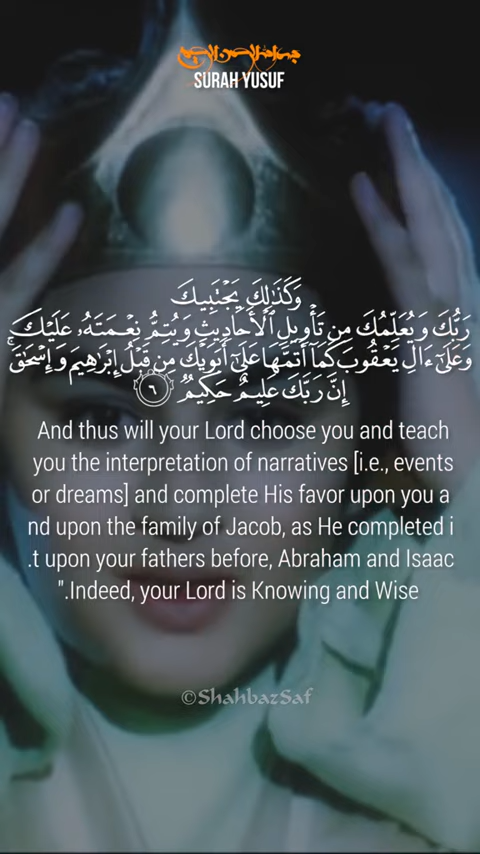 بسم الله الرحمن الرحيم
SURAH YUSUF
وَكَذَٰلِكَ يَجْتَبِيكَ
رَبُّكَ وَيُعَلِّمُكَ مِن تَأْوِيلِ ٱلْأَحَادِيثِ وَيُتِمُّ نِعْمَتَهُۥ عَلَيْكَ
وَعَلَىٰٓ ءَالِ يَعْقُوبَ كَمَآ أَتَمَّهَا عَلَىٰٓ أَبَوَيْكَ مِن قَبْلُ إِبْرَٰهِيمَ وَإِسْحَٰقَ ۚ
إِنَّ رَبَّكَ عَلِيمٌ حَكِيمٌ ٦
And thus will your Lord choose you and teach
you the interpretation of narratives [i.e., events
or dreams] and complete His favor upon you a
nd upon the family of Jacob, as He completed i
.t upon your fathers before, Abraham and Isaac
".Indeed, your Lord is Knowing and Wise
©ShahbazSaf